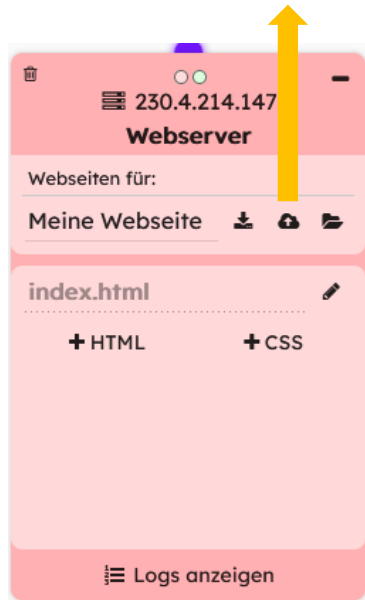 230.4.214.147
Webserver
Webseiten für:
Meine Webseite
index.html
+ HTML + CSS
Logs anzeigen